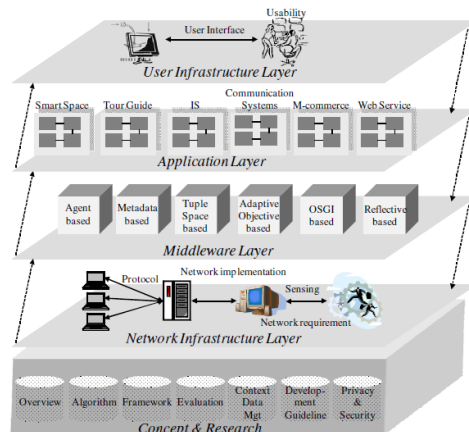 Usability
User Interface
User Infrastructure Layer
Communication
Smart Space Tour Guide IS Systems M-commerce Web Service
Application Layer
Agent based
Metadata based
Tuple Space based
Adaptive Objective based
OSGI based
Reflective based
Middleware Layer
Network implementation
Protocol
Sensing
Network requirement
Network Infrastructure Layer
Overview
Algorithm
Framework
Evaluation
Context Data Mgt
Develop- ment Guideline
Privacy & Security
Concept & Research